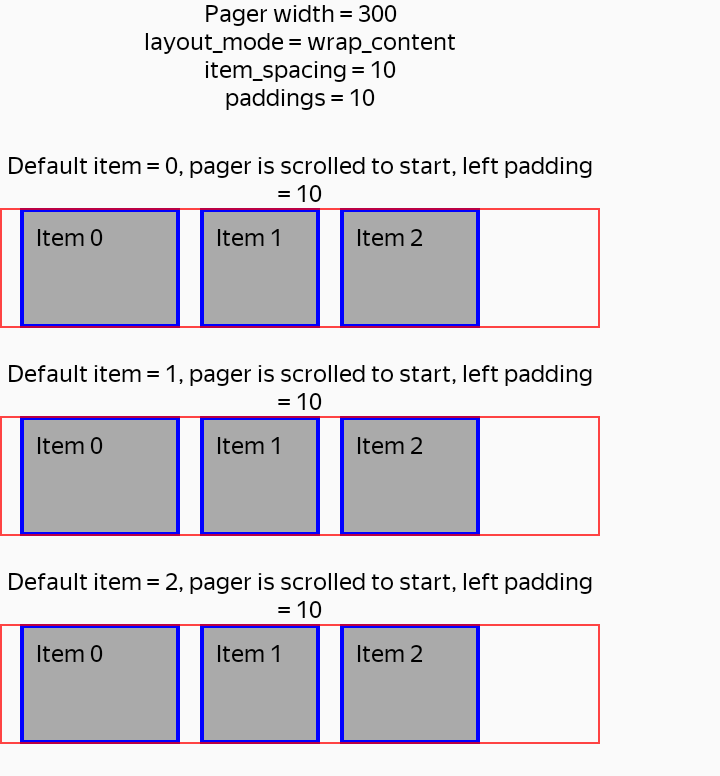 Pager width = 300
layout_mode = wrap_content
item_spacing = 10
paddings = 10
Default item = 0, pager is scrolled to start, left padding
= 10
Item 0 Item 1 Item 2
Default item = 1, pager is scrolled to start, left padding
= 10
Item 0 Item 1 Item 2
Default item = 2, pager is scrolled to start, left padding
= 10
Item 0 Item 1 Item 2